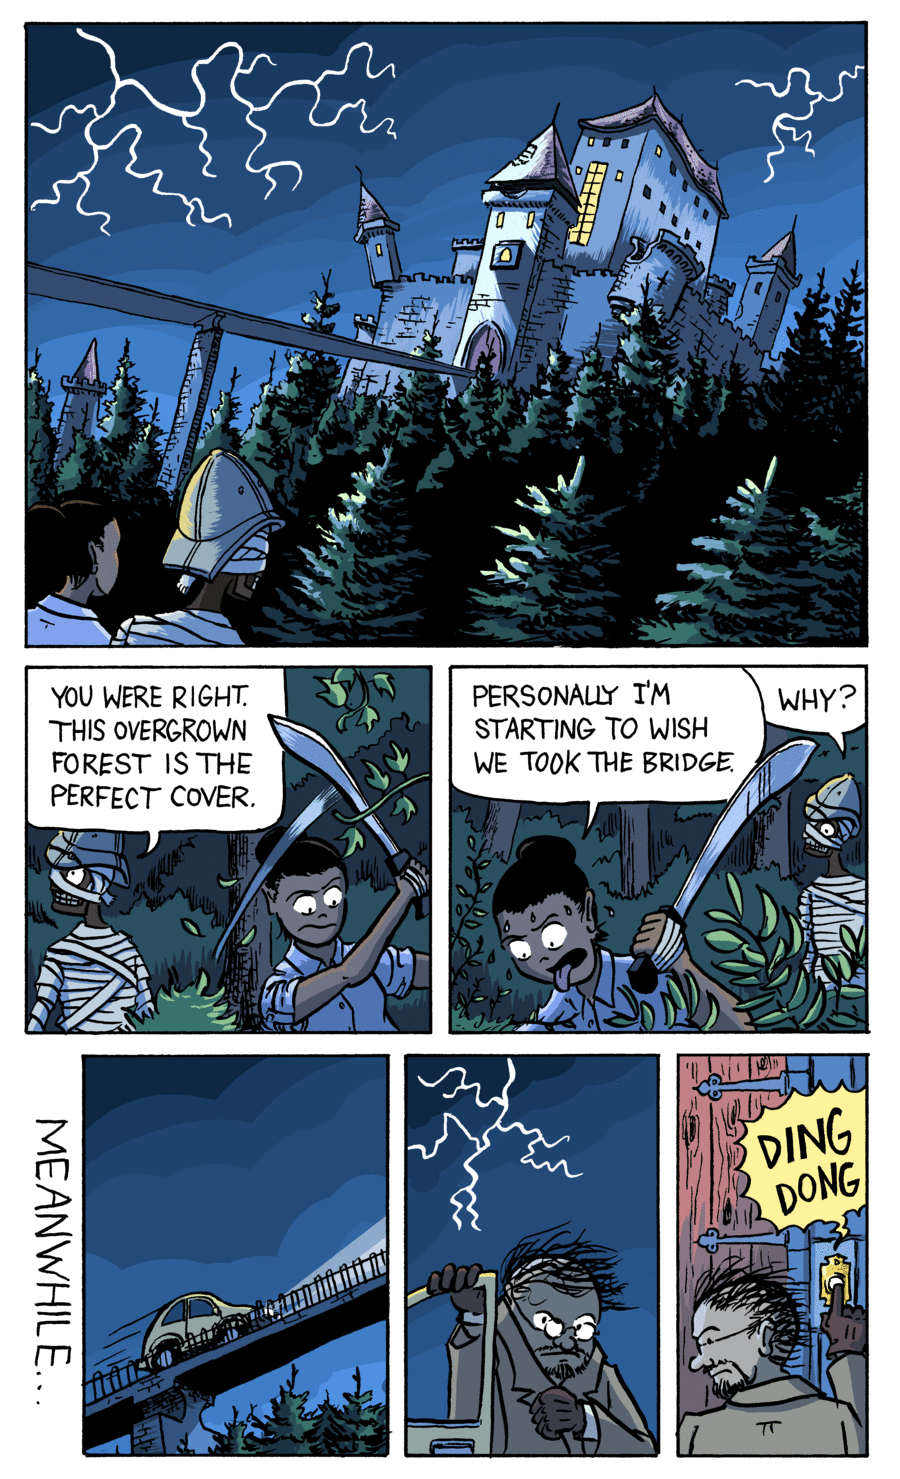 YOU WERE RIGHT.
THIS OVERGROWN
FOREST IS THE
PERFECT COVER.
PERSONALLY I'M
STARTING TO WISH
WE TOOK THE BRIDGE.
WHY?
MEANWHILE...
DING
DONG